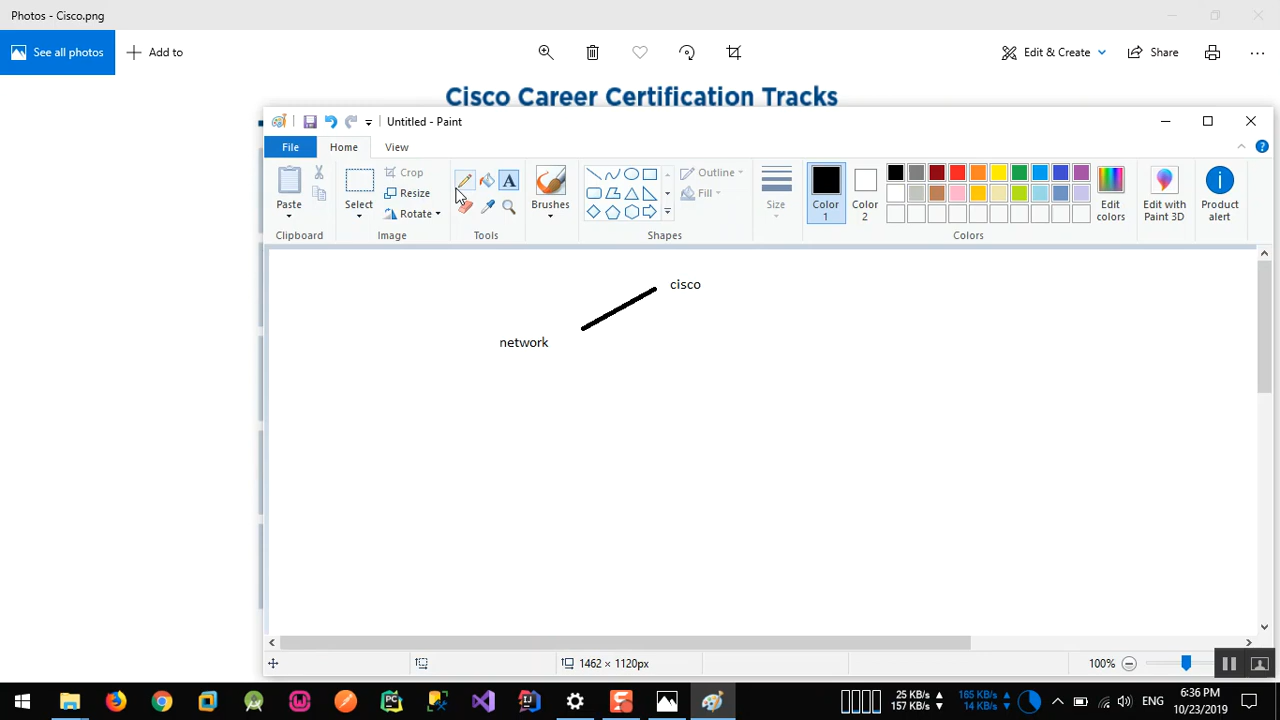 Photos - Cisco.png
See all photos
Add to
Edit & Create
Share
Cisco Career Certification Tracks
Untitled - Paint
File
Home
View
Paste
Clipboard
Select
Crop
Resize
Rotate
Image
A
Tools
Brushes
Shapes
Outline
Fill
Size
Color 1
Color 2
Edit colors
Colors
Edit with Paint 3D
Product alert
cisco
network
1462 × 1120px
100%
25 KB/s
157 KB/s
165 KB/s
14 KB/s
ENG
6:36 PM
10/23/2019